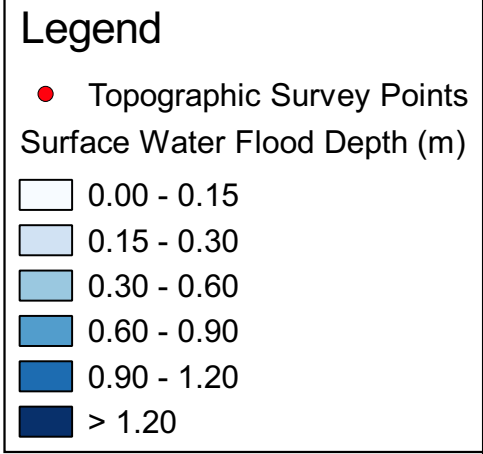 Legend
Topographic Survey Points
Surface Water Flood Depth (m)
0.00 - 0.15
0.15 - 0.30
0.30 - 0.60
0.60 - 0.90
0.90 - 1.20
> 1.20